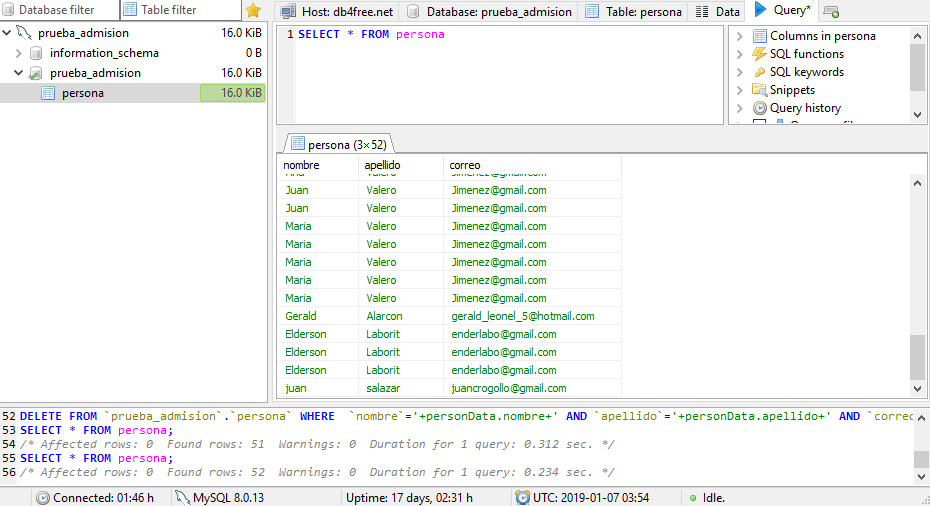 Database filter Table filter
Host: db4free.net Database: prueba_admision Table: persona Data Query*
prueba_admision 16.0 KiB
information_schema 0 B
prueba_admision 16.0 KiB
persona 16.0 KiB
1 SELECT * FROM persona
Columns in persona
SQL functions
SQL keywords
Snippets
Query history
persona (3×52)
nombre apellido correo
Juan Valero Jimenez@gmail.com
Juan Valero Jimenez@gmail.com
Maria Valero Jimenez@gmail.com
Maria Valero Jimenez@gmail.com
Maria Valero Jimenez@gmail.com
Maria Valero Jimenez@gmail.com
Maria Valero Jimenez@gmail.com
Gerald Alarcon gerald_leonel_5@hotmail.com
Elderson Laborit enderlabo@gmail.com
Elderson Laborit enderlabo@gmail.com
Elderson Laborit enderlabo@gmail.com
juan salazar juancrogollo@gmail.com
52 DELETE FROM `prueba_admision`.`persona` WHERE `nombre`='+personData.nombre+' AND `apellido`='+personData.apellido+' AND `correo
53 SELECT * FROM persona;
54 /* Affected rows: 0 Found rows: 51 Warnings: 0 Duration for 1 query: 0.312 sec. */
55 SELECT * FROM persona;
56 /* Affected rows: 0 Found rows: 52 Warnings: 0 Duration for 1 query: 0.234 sec. */
Connected: 01:46 h MySQL 8.0.13 Uptime: 17 days, 02:31 h UTC: 2019-01-07 03:54 Idle.